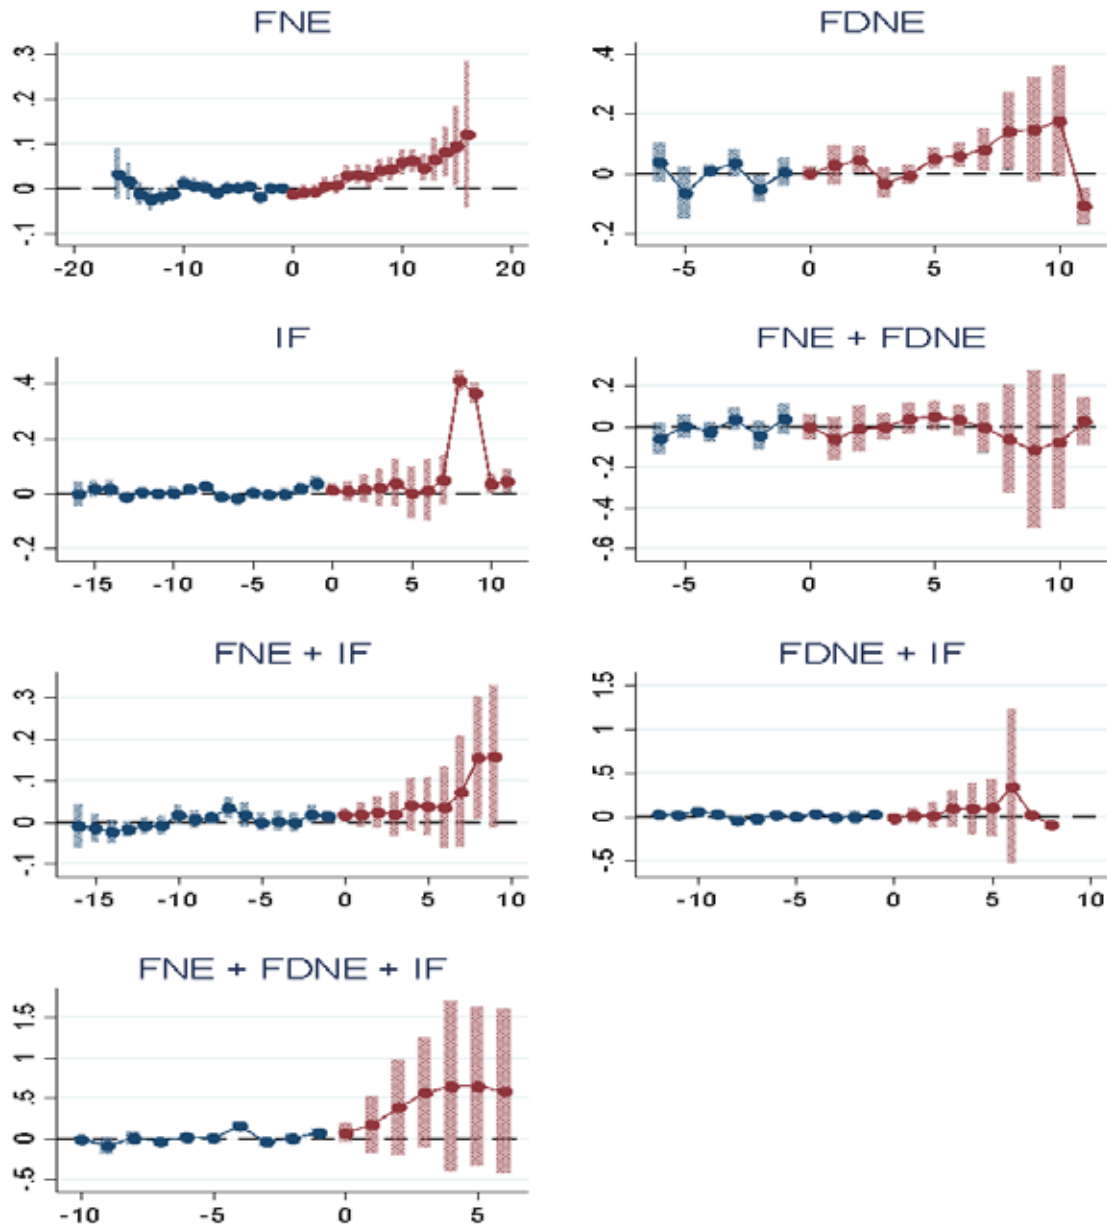 FNE
.3
.2
.1
0
-.1
-20 -10 0 10 20
FDNE
.4
.2
0
-.2
-5 0 5 10
IF
.4
.2
0
-.2
-15 -10 -5 0 5 10
FNE + FDNE
.2
0
-.2
-.4
-.6
-5 0 5 10
FNE + IF
.3
.2
.1
0
-.1
-15 -10 -5 0 5 10
FDNE + IF
1.5
1
.5
0
-.5
-10 -5 0 5 10
FNE + FDNE + IF
1.5
1
.5
0
-.5
-10 -5 0 5